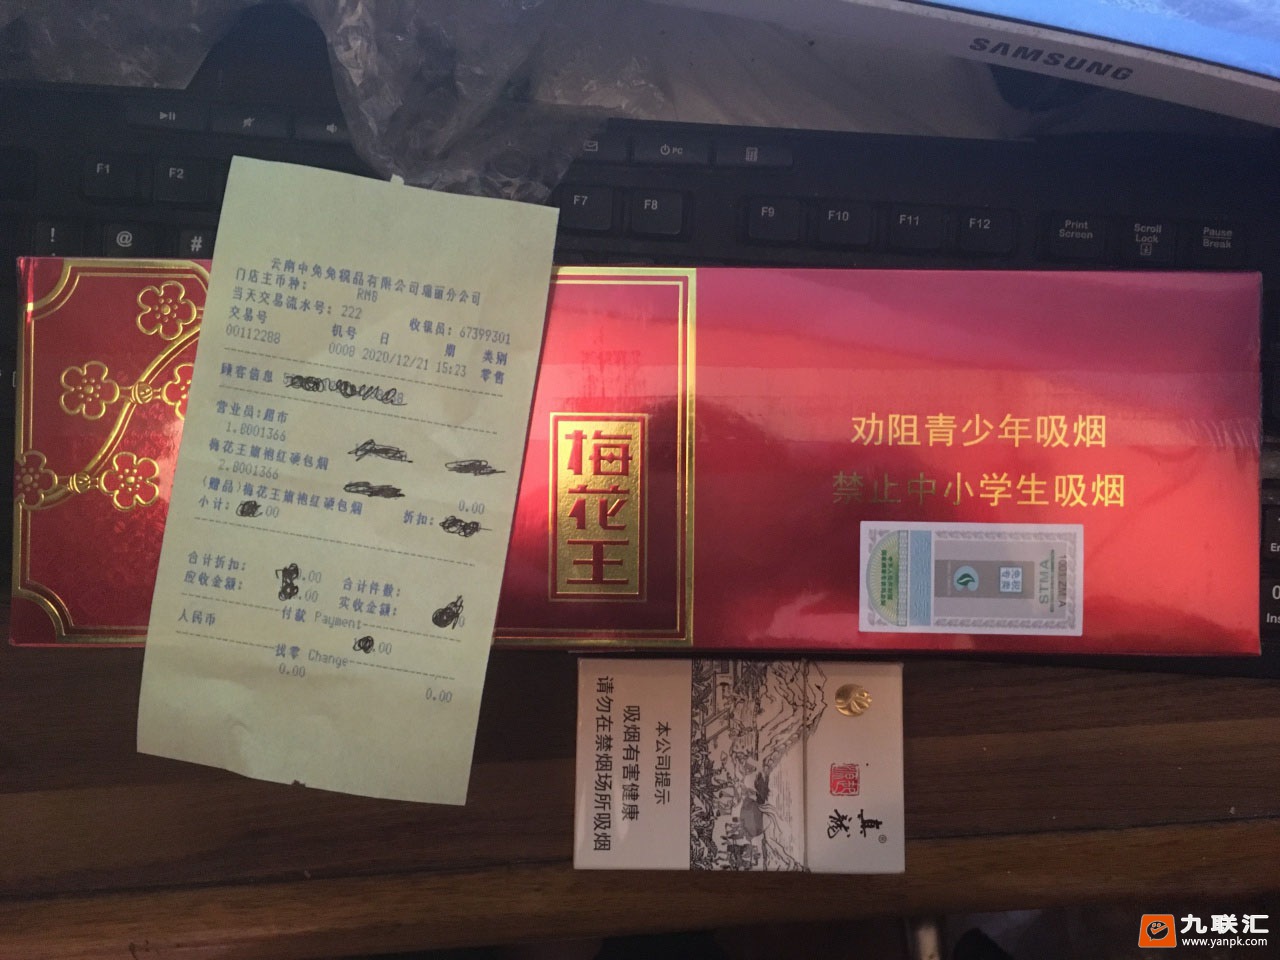 SAMSUNG
PC
F1
F2
F7
F8
F9
F10
F11
F12
Print Screen
Scroll Lock
Pause Break
!
@
#
云南中免免税品有限公司瑞丽分公司
门店主币种： RMB
当天交易流水号：222 收银员：67399301
交易号 机号 日 期 类别
00112288 0008 2020/12/21 15:23 零售
顾客信息
营业员：超市
1.B001366
梅花王旗袍红硬包烟
2.B001366 0.00
(赠品)梅花王旗袍红硬包烟
小计： .00 折扣：
合计折扣： .00 合计件数：
应收金额： .00 实收金额： 0
付款 Payment
人民币 .00
找零 Change
0.00 0.00
梅花王
劝阻青少年吸烟
禁止中小学生吸烟
STMA
本公司提示
吸烟有害健康
请勿在禁烟场所吸烟
真龙
®
九联汇
www.yanpk.com